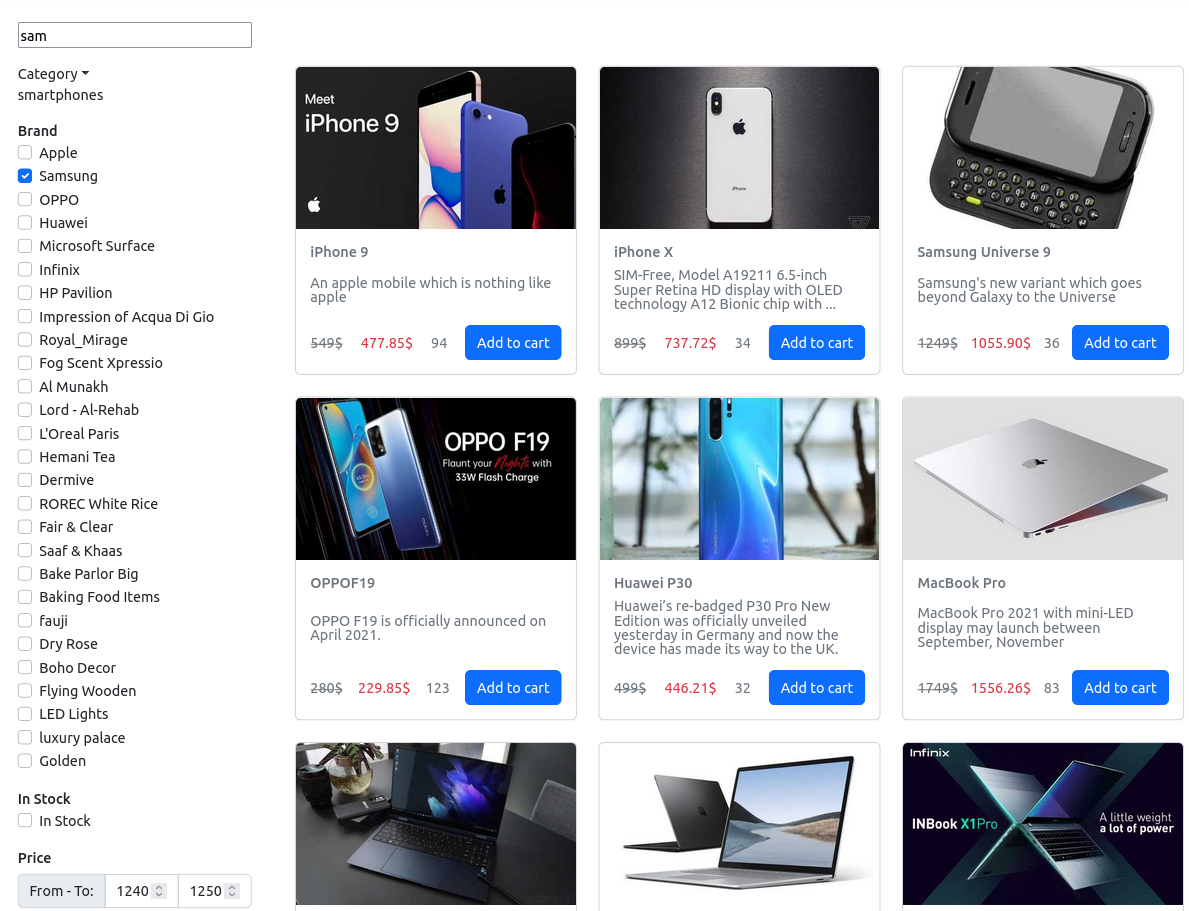 sam
Category
smartphones
Brand
Apple
Samsung
OPPO
Huawei
Microsoft Surface
Infinix
HP Pavilion
Impression of Acqua Di Gio
Royal_Mirage
Fog Scent Xpressio
Al Munakh
Lord - Al-Rehab
L'Oreal Paris
Hemani Tea
Dermive
ROREC White Rice
Fair & Clear
Saaf & Khaas
Bake Parlor Big
Baking Food Items
fauji
Dry Rose
Boho Decor
Flying Wooden
LED Lights
luxury palace
Golden
In Stock
In Stock
Price
From - To: 1240 1250
Meet
iPhone 9
iPhone 9
An apple mobile which is nothing like
apple
549$ 477.85$ 94 Add to cart
iPhone
iPhone X
SIM-Free, Model A19211 6.5-inch
Super Retina HD display with OLED
technology A12 Bionic chip with ...
899$ 737.72$ 34 Add to cart
Samsung Universe 9
Samsung's new variant which goes
beyond Galaxy to the Universe
1249$ 1055.90$ 36 Add to cart
OPPO F19
Flaunt your Nights with
33W Flash Charge
OPPOF19
OPPO F19 is officially announced on
April 2021.
280$ 229.85$ 123 Add to cart
Huawei P30
Huawei’s re-badged P30 Pro New
Edition was officially unveiled
yesterday in Germany and now the
device has made its way to the UK.
499$ 446.21$ 32 Add to cart
MacBook Pro
MacBook Pro 2021 with mini-LED
display may launch between
September, November
1749$ 1556.26$ 83 Add to cart
Infinix
INBook X1Pro
A little weight
a lot of power